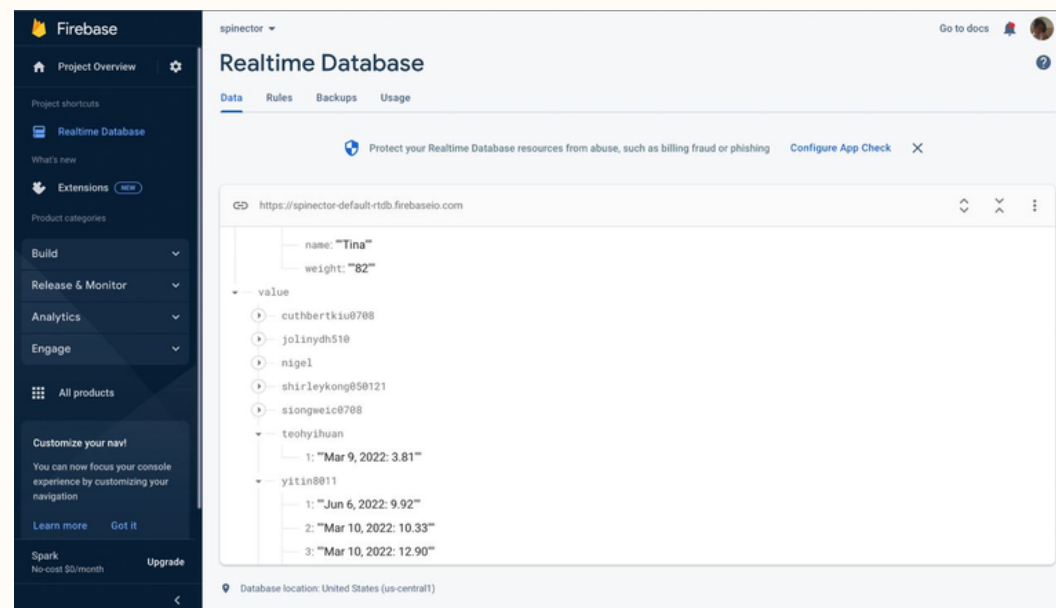 Firebase
Project Overview
Project shortcuts
Realtime Database
What's new
Extensions NEW
Product categories
Build
Release & Monitor
Analytics
Engage
All products
Customize your nav!
You can now focus your console
experience by customizing your
navigation
Learn more Got it
Spark
No-cost $0/month
Upgrade
spinector
Go to docs
Realtime Database
Data Rules Backups Usage
Protect your Realtime Database resources from abuse, such as billing fraud or phishing Configure App Check
https://spinector-default-rtdb.firebaseio.com
name: ""Tina""
weight: ""82""
value
cuthbertkiu0708
jolinydh510
nigel
shirleykong050121
siongweic0708
teohyihuan
1: ""Mar 9, 2022: 3.81""
yitin8011
1: ""Jun 6, 2022: 9.92""
2: ""Mar 10, 2022: 10.33""
3: ""Mar 10, 2022: 12.90""
Database location: United States (us-central1)